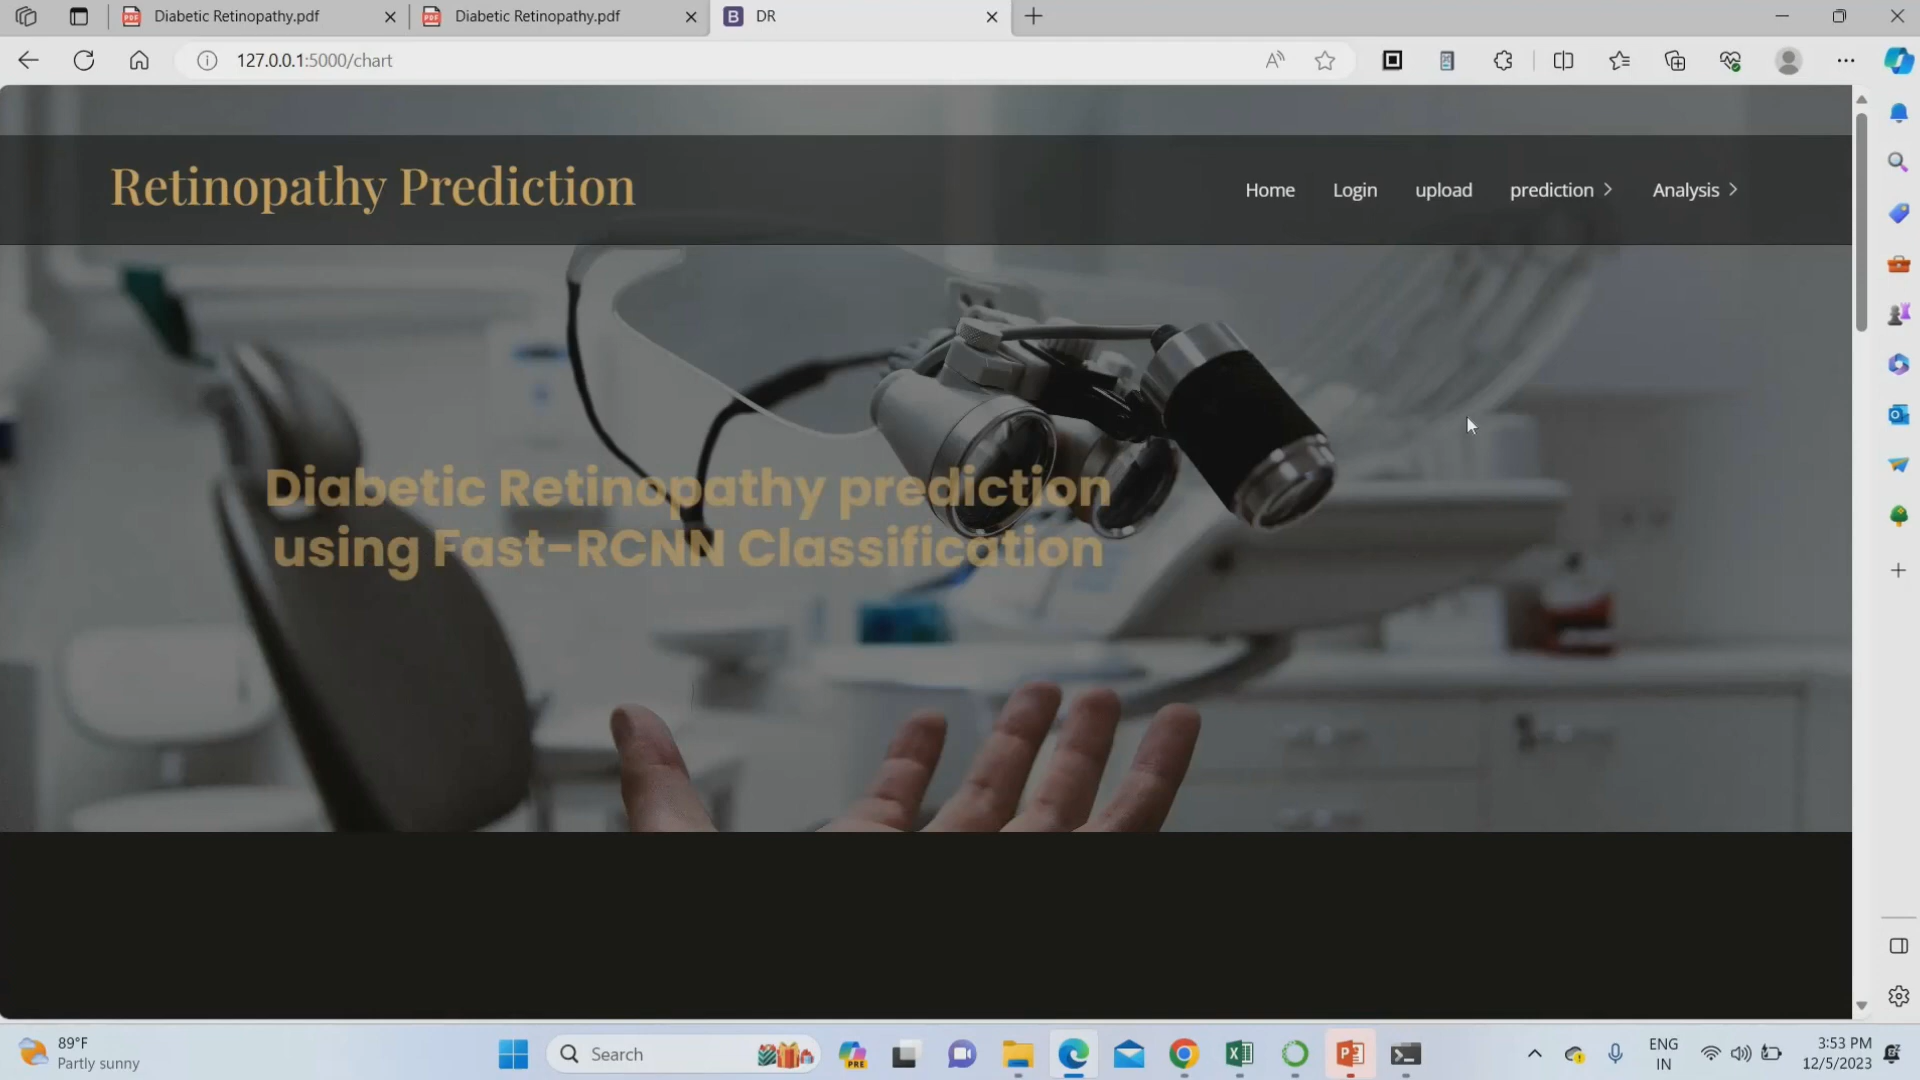 Diabetic Retinopathy.pdf
Diabetic Retinopathy.pdf
B DR
127.0.0.1:5000/chart
Retinopathy Prediction
Home Login upload prediction Analysis
Diabetic Retinopathy prediction
using Fast-RCNN Classification
89°F
Partly sunny
Search
PRE
ENG
IN
3:53 PM
12/5/2023